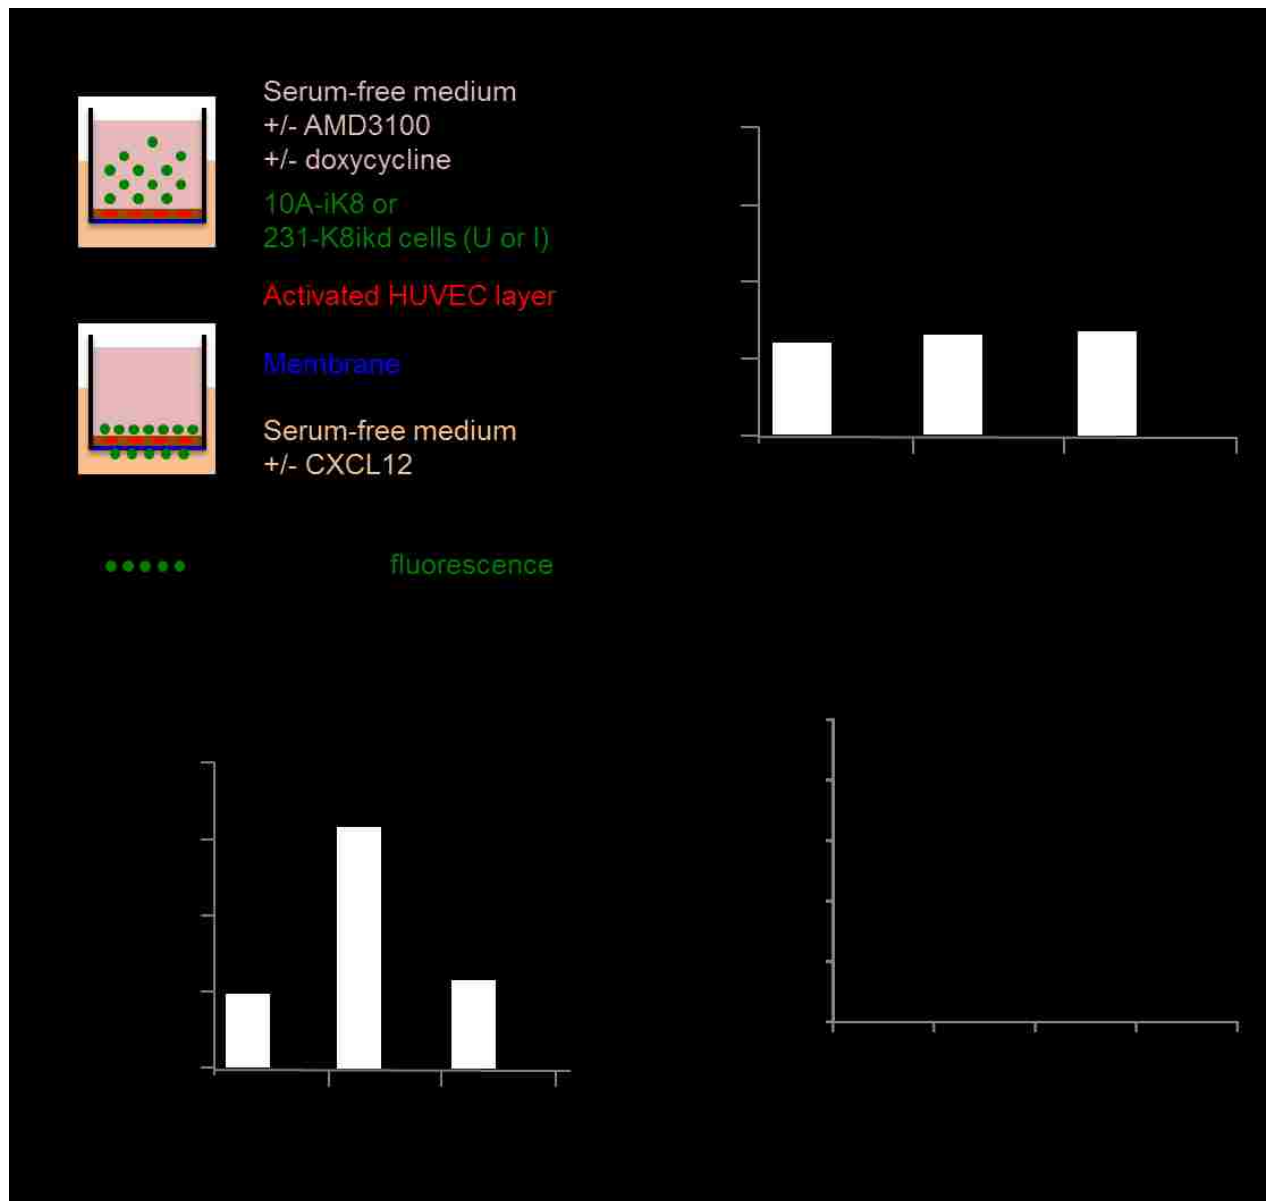 Serum-free medium
+/- AMD3100
+/- doxycycline
10A-iK8 or
231-K8ikd cells (U or I)
Activated HUVEC layer
Membrane
Serum-free medium
+/- CXCL12
fluorescence